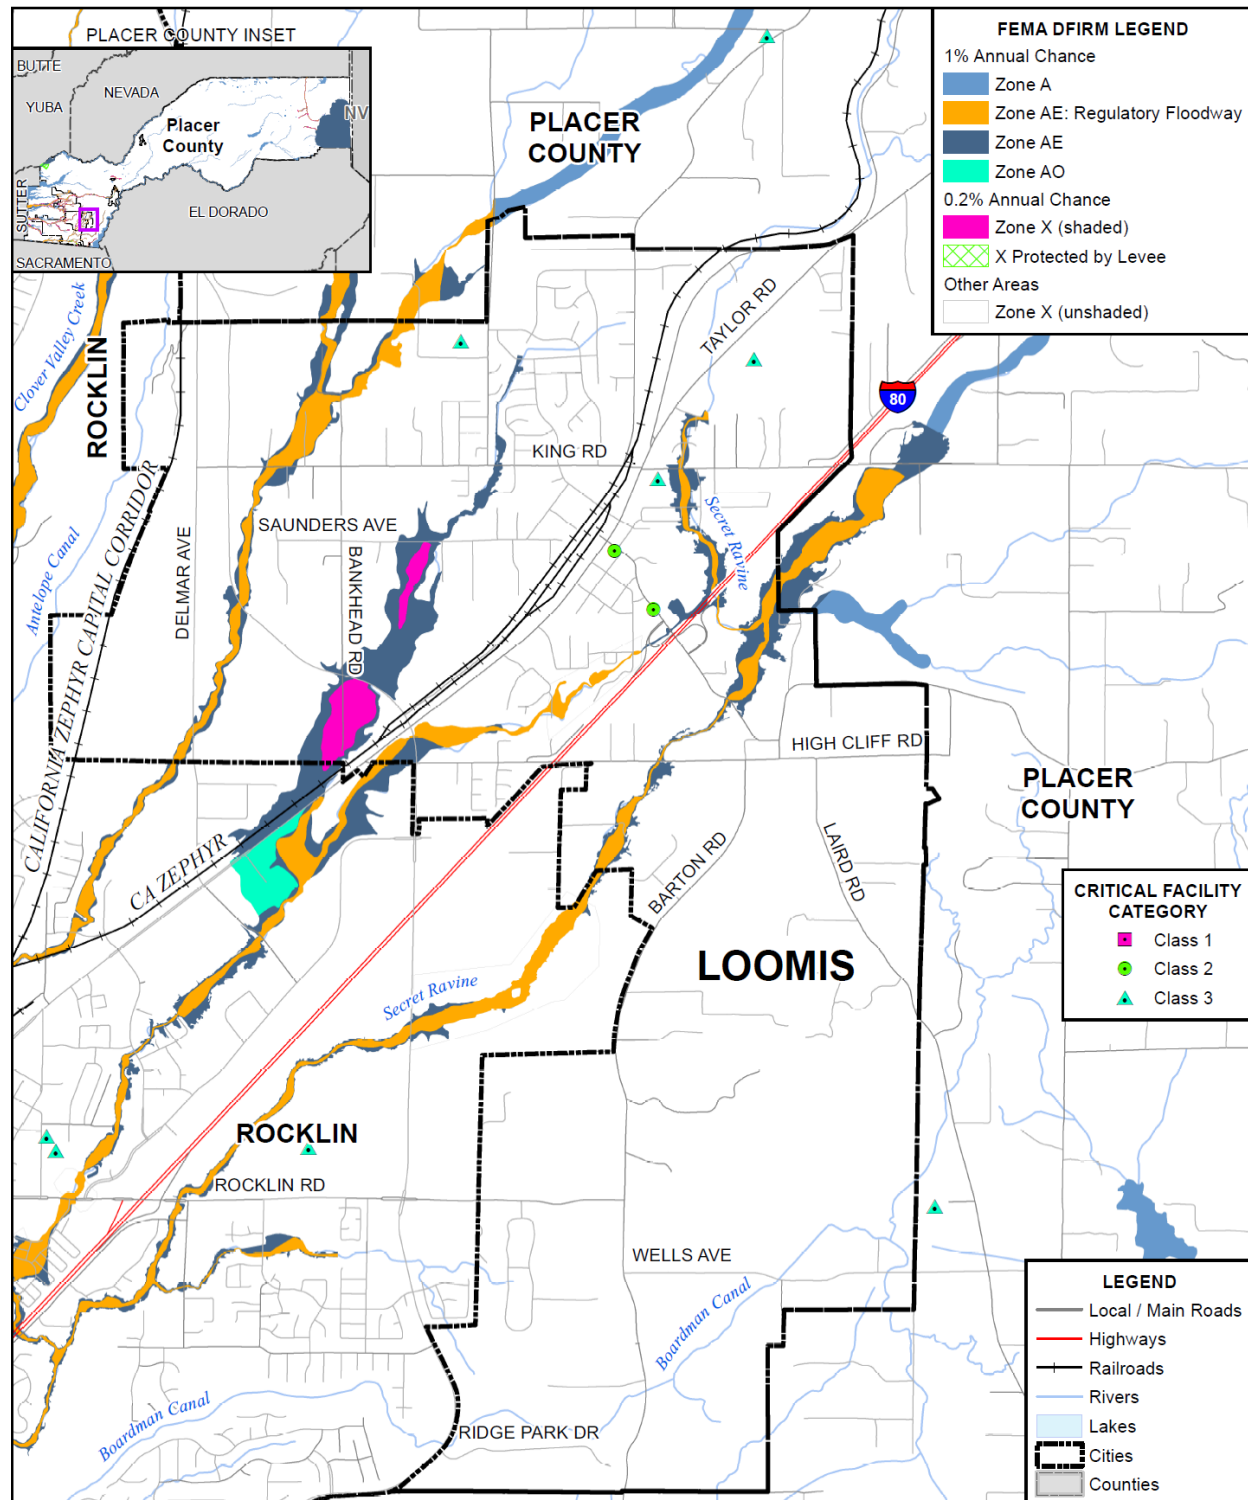 PLACER COUNTY INSET
BUTTE
YUBA
NEVADA
NV
Placer
County
SUTTER
EL DORADO
SACRAMENTO
FEMA DFIRM LEGEND
1% Annual Chance
Zone A
Zone AE: Regulatory Floodway
Zone AE
Zone AO
0.2% Annual Chance
Zone X (shaded)
X Protected by Levee
Other Areas
Zone X (unshaded)
PLACER
COUNTY
Clover Valley Creek
ROCKLIN
TAYLOR RD
80
KING RD
SAUNDERS AVE
Secret Ravine
Antelope Canal
DELMAR AVE
BANKHEAD RD
CALIFORNIA ZEPHYR CAPITAL CORRIDOR
HIGH CLIFF RD
PLACER
COUNTY
CA ZEPHYR
BARTON RD
LAIRD RD
CRITICAL FACILITY
CATEGORY
Class 1
Class 2
Class 3
LOOMIS
Secret Ravine
ROCKLIN
ROCKLIN RD
WELLS AVE
Boardman Canal
Boardman Canal
RIDGE PARK DR
LEGEND
Local / Main Roads
Highways
Railroads
Rivers
Lakes
Cities
Counties